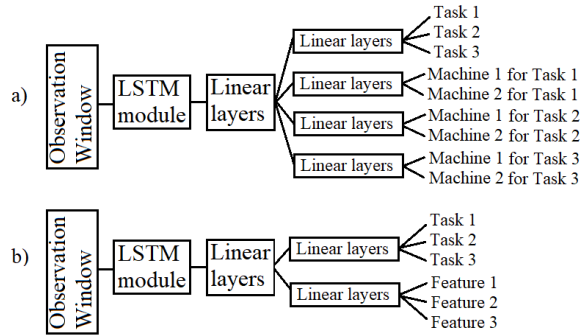 a)
Observation
Window
LSTM
module
Linear
layers
Linear layers
Task 1
Task 2
Task 3
Linear layers
Machine 1 for Task 1
Machine 2 for Task 1
Linear layers
Machine 1 for Task 2
Machine 2 for Task 2
Linear layers
Machine 1 for Task 3
Machine 2 for Task 3
b)
Observation
Window
LSTM
module
Linear
layers
Linear layers
Task 1
Task 2
Task 3
Linear layers
Feature 1
Feature 2
Feature 3